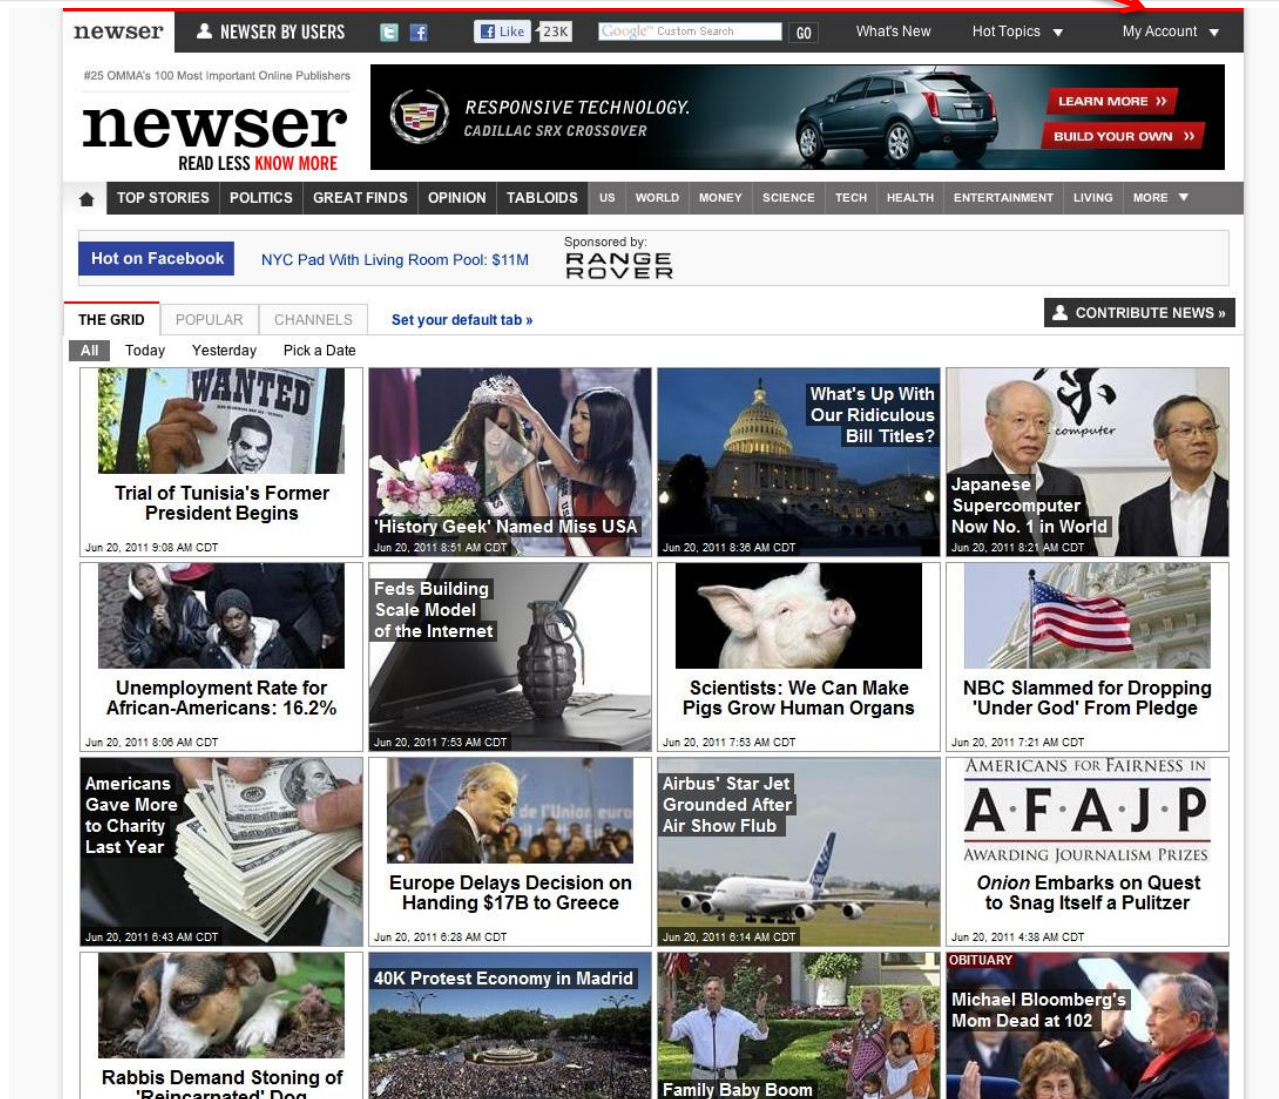 newser
NEWSER BY USERS
Like
23K
Google™ Custom Search
GO
What's New
Hot Topics
My Account
#25 OMMA's 100 Most Important Online Publishers
newser
READ LESS KNOW MORE
RESPONSIVE TECHNOLOGY.
CADILLAC SRX CROSSOVER
LEARN MORE »
BUILD YOUR OWN »
TOP STORIES POLITICS GREAT FINDS OPINION TABLOIDS US WORLD MONEY SCIENCE TECH HEALTH ENTERTAINMENT LIVING MORE
Hot on Facebook
NYC Pad With Living Room Pool: $11M
Sponsored by:
RANGE
ROVER
THE GRID
POPULAR
CHANNELS
Set your default tab »
CONTRIBUTE NEWS »
All Today Yesterday Pick a Date
WANTED
Trial of Tunisia's Former
President Begins
Jun 20, 2011 9:08 AM CDT
'History Geek' Named Miss USA
Jun 20, 2011 8:51 AM CDT
What's Up With
Our Ridiculous
Bill Titles?
Jun 20, 2011 8:36 AM CDT
computer
Japanese
Supercomputer
Now No. 1 in World
Jun 20, 2011 8:21 AM CDT
Unemployment Rate for
African-Americans: 16.2%
Jun 20, 2011 8:06 AM CDT
Feds Building
Scale Model
of the Internet
Jun 20, 2011 7:53 AM CDT
Scientists: We Can Make
Pigs Grow Human Organs
Jun 20, 2011 7:53 AM CDT
NBC Slammed for Dropping
'Under God' From Pledge
Jun 20, 2011 7:21 AM CDT
Americans
Gave More
to Charity
Last Year
Jun 20, 2011 6:43 AM CDT
de l'Union euro
Europe Delays Decision on
Handing $17B to Greece
Jun 20, 2011 6:28 AM CDT
Airbus' Star Jet
Grounded After
Air Show Flub
Jun 20, 2011 6:14 AM CDT
AMERICANS FOR FAIRNESS IN
A·F·A·J·P
AWARDING JOURNALISM PRIZES
Onion Embarks on Quest
to Snag Itself a Pulitzer
Jun 20, 2011 4:38 AM CDT
Rabbis Demand Stoning of
'Reincarnated' Dog
40K Protest Economy in Madrid
Family Baby Boom
OBITUARY
Michael Bloomberg's
Mom Dead at 102